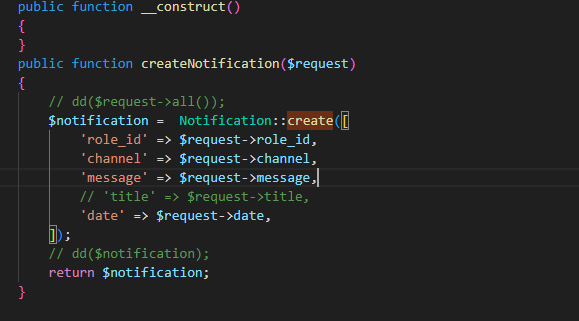 public function __construct()
{
}
public function createNotification($request)
{
// dd($request->all());
$notification =  Notification::create([
'role_id' => $request->role_id,
'channel' => $request->channel,
'message' => $request->message,
// 'title' => $request->title,
'date' => $request->date,
]);
// dd($notification);
return $notification;
}